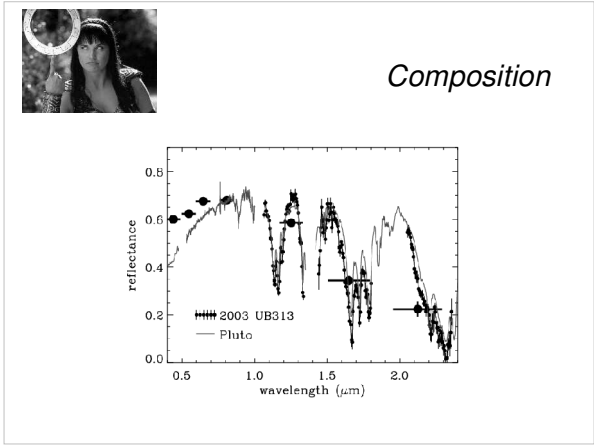 Composition
0.8
0.6
0.4
0.2
0.0
reflectance
2003 UB313
Pluto
0.5 1.0 1.5 2.0
wavelength (μm)